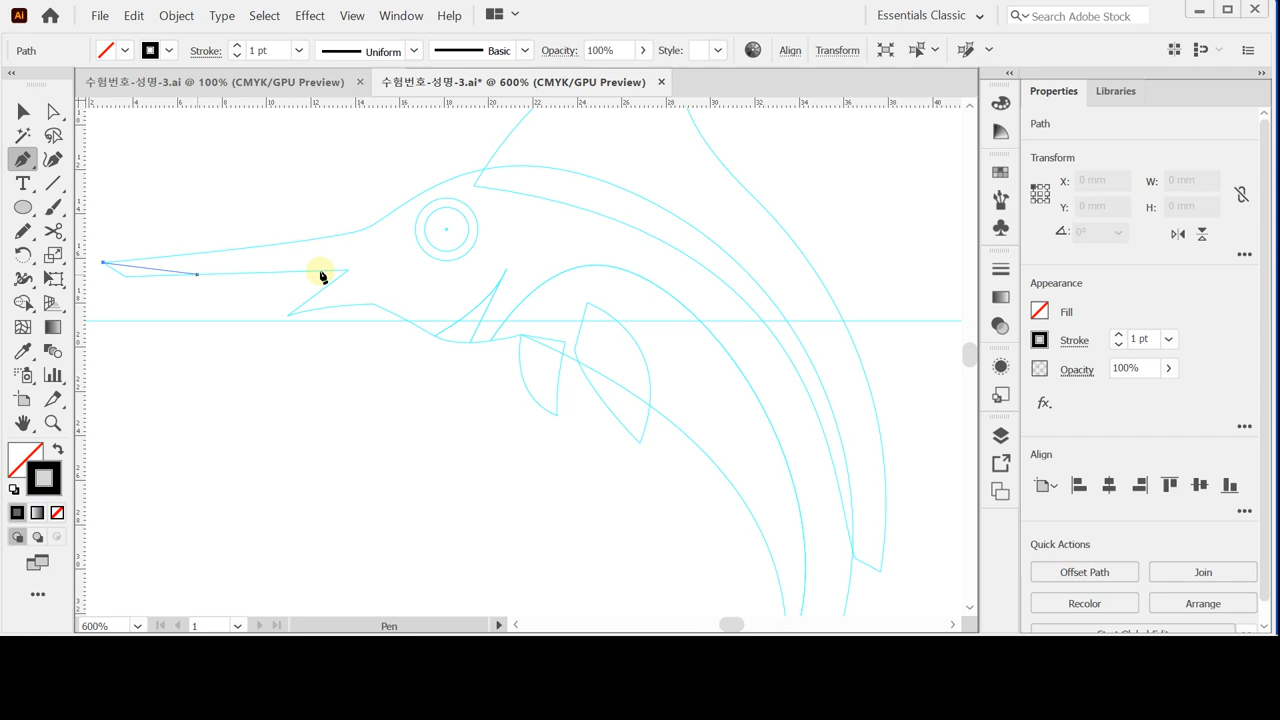 Ai File Edit Object Type Select Effect View Window Help Essentials Classic Search Adobe Stock
Path Stroke: 1 pt Uniform Basic Opacity: 100% Style: Align Transform
수험번호-성명-3.ai @ 100% (CMYK/GPU Preview) × 수험번호-성명-3.ai* @ 600% (CMYK/GPU Preview) ×
Properties Libraries
Path
Transform
X: 0 mm W: 0 mm
Y: 0 mm H: 0 mm
0°
Appearance
Fill
Stroke 1 pt
Opacity 100%
fx
Align
Quick Actions
Offset Path Join
Recolor Arrange
600% 1 Pen